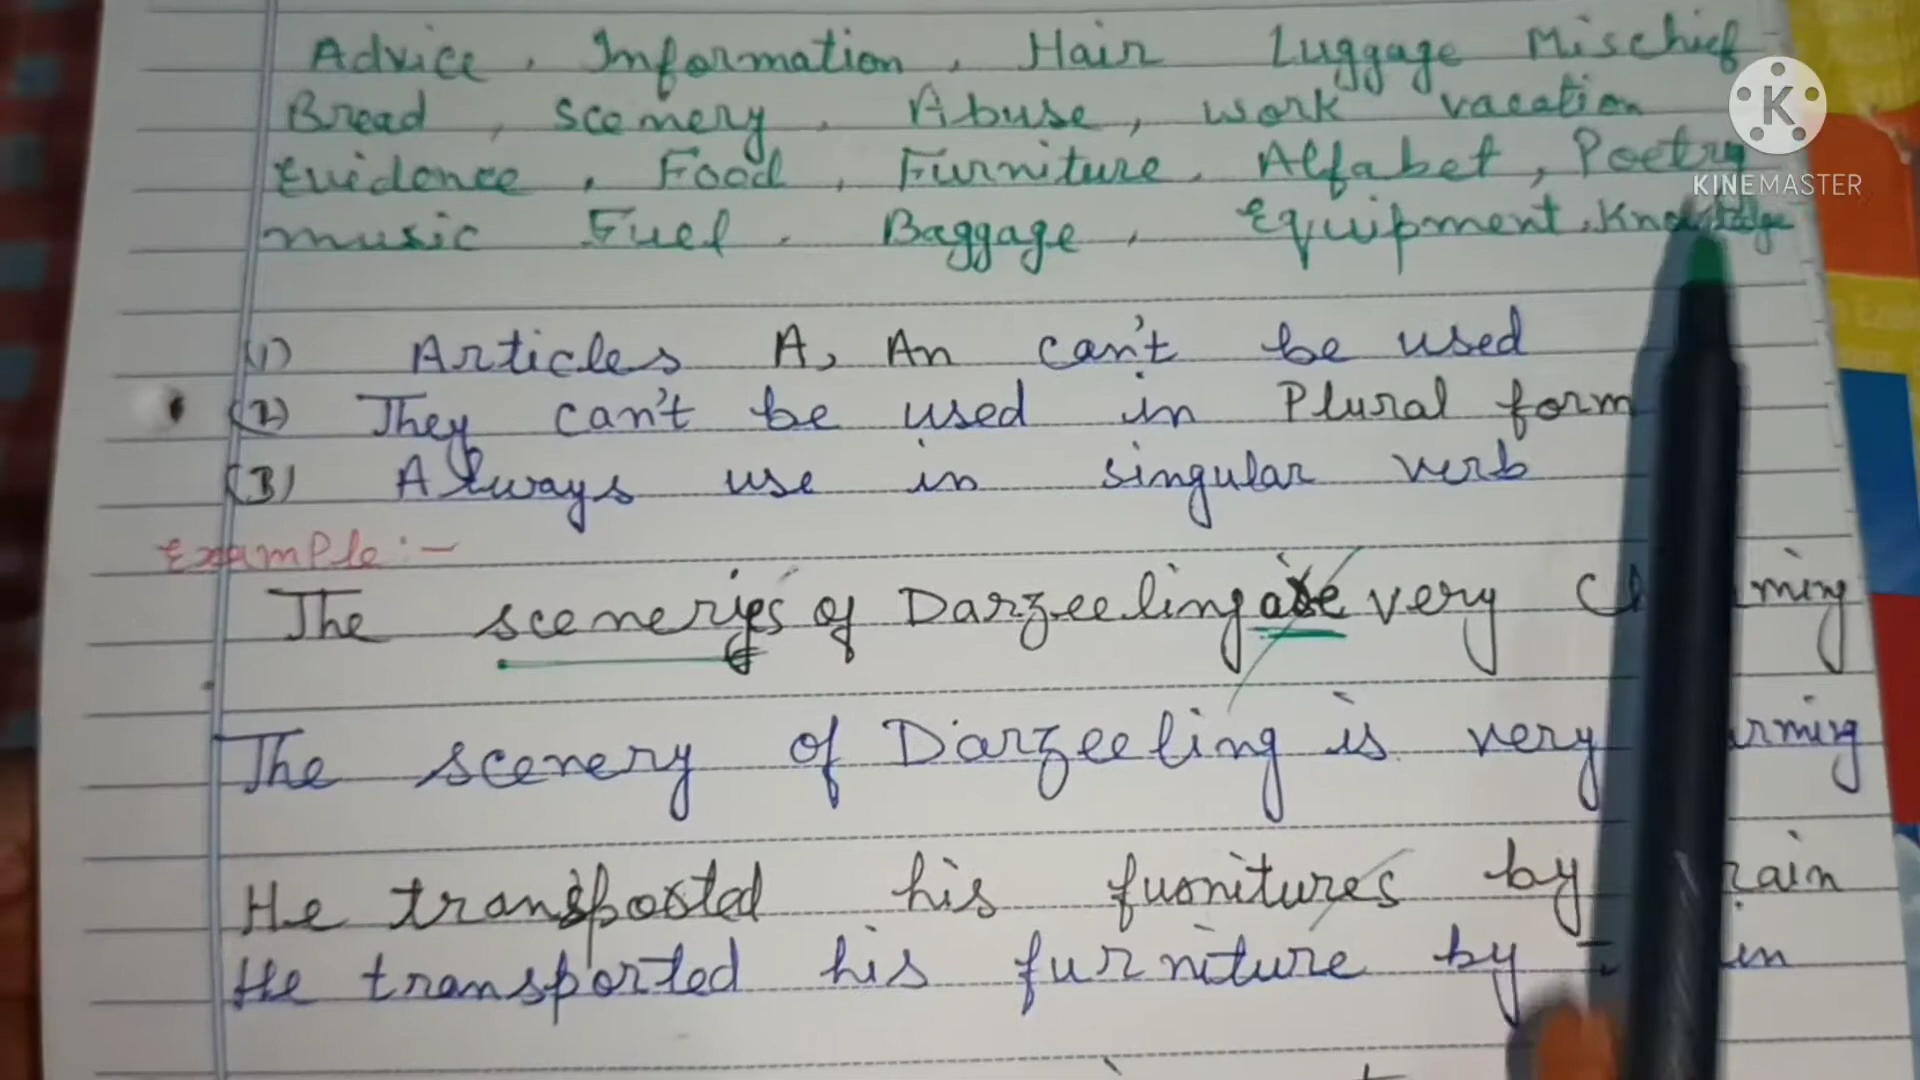 Advice, Information, Hair Luggage Mischief
Bread, scenery, Abuse, work vacation
Evidence, Food, Furniture, Alfabet, Poetry
music Fuel, Baggage, Equipment, Knowledge
KINEMASTER
(1) Articles A, An can't be used
(2) They can't be used in Plural form
(3) Always use in singular verb
Example:-
The sceneries of Darzeeling are very
The scenery of Darzeeling is very
He transported his furnitures by
He transported his furniture by